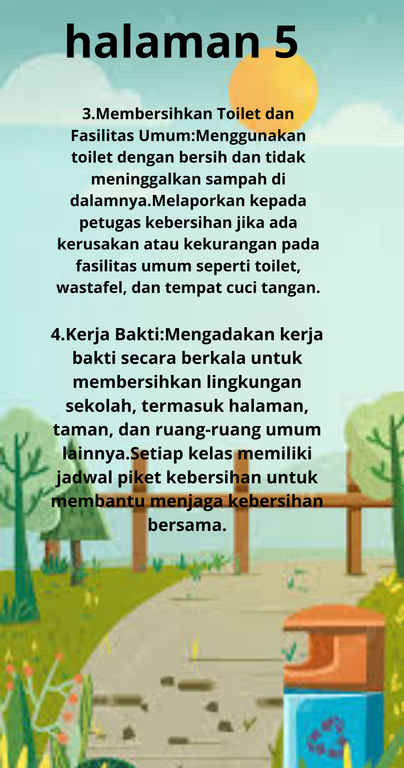 halaman 5
3.Membersihkan Toilet dan
Fasilitas Umum:Menggunakan
toilet dengan bersih dan tidak
meninggalkan sampah di
dalamnya.Melaporkan kepada
petugas kebersihan jika ada
kerusakan atau kekurangan pada
fasilitas umum seperti toilet,
wastafel, dan tempat cuci tangan.
4.Kerja Bakti:Mengadakan kerja
bakti secara berkala untuk
membersihkan lingkungan
sekolah, termasuk halaman,
taman, dan ruang-ruang umum
lainnya.Setiap kelas memiliki
jadwal piket kebersihan untuk
membantu menjaga kebersihan
bersama.